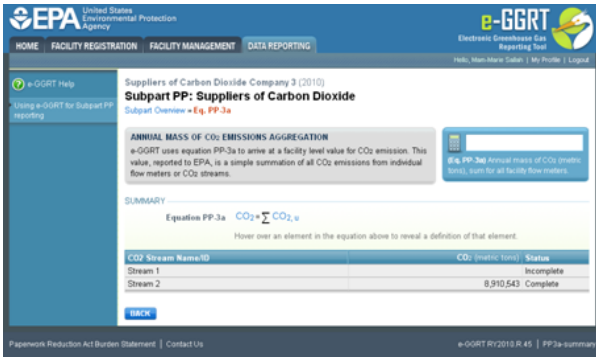 EPA United States Environmental Protection Agency
e-GGRT
Electronic Greenhouse Gas
Reporting Tool
HOME FACILITY REGISTRATION FACILITY MANAGEMENT DATA REPORTING
Hello, | My Profile | Logout
e-GGRT Help
Using e-GGRT for Subpart PP
reporting
Suppliers of Carbon Dioxide Company 3 (2010)
Subpart PP: Suppliers of Carbon Dioxide
Subpart Overview » Eq. PP-3a
ANNUAL MASS OF CO₂ EMISSIONS AGGREGATION
e-GGRT uses equation PP-3a to arrive at a facility level value for CO₂ emission. This
value, reported to EPA, is a simple summation of all CO₂ emissions from individual
flow meters or CO₂ streams.
(Eq. PP-3a) Annual mass of CO₂ (metric
tons), sum for all facility flow meters.
SUMMARY
Equation PP-3a CO₂ = ∑ CO₂, u
Hover over an element in the equation above to reveal a definition of that element.
CO2 Stream Name/ID CO₂ (metric tons) Status
Stream 1 Incomplete
Stream 2 8,910,543 Complete
BACK
Paperwork Reduction Act Burden Statement | Contact Us
e-GGRT RY2010.R.45 | PP3a-summary